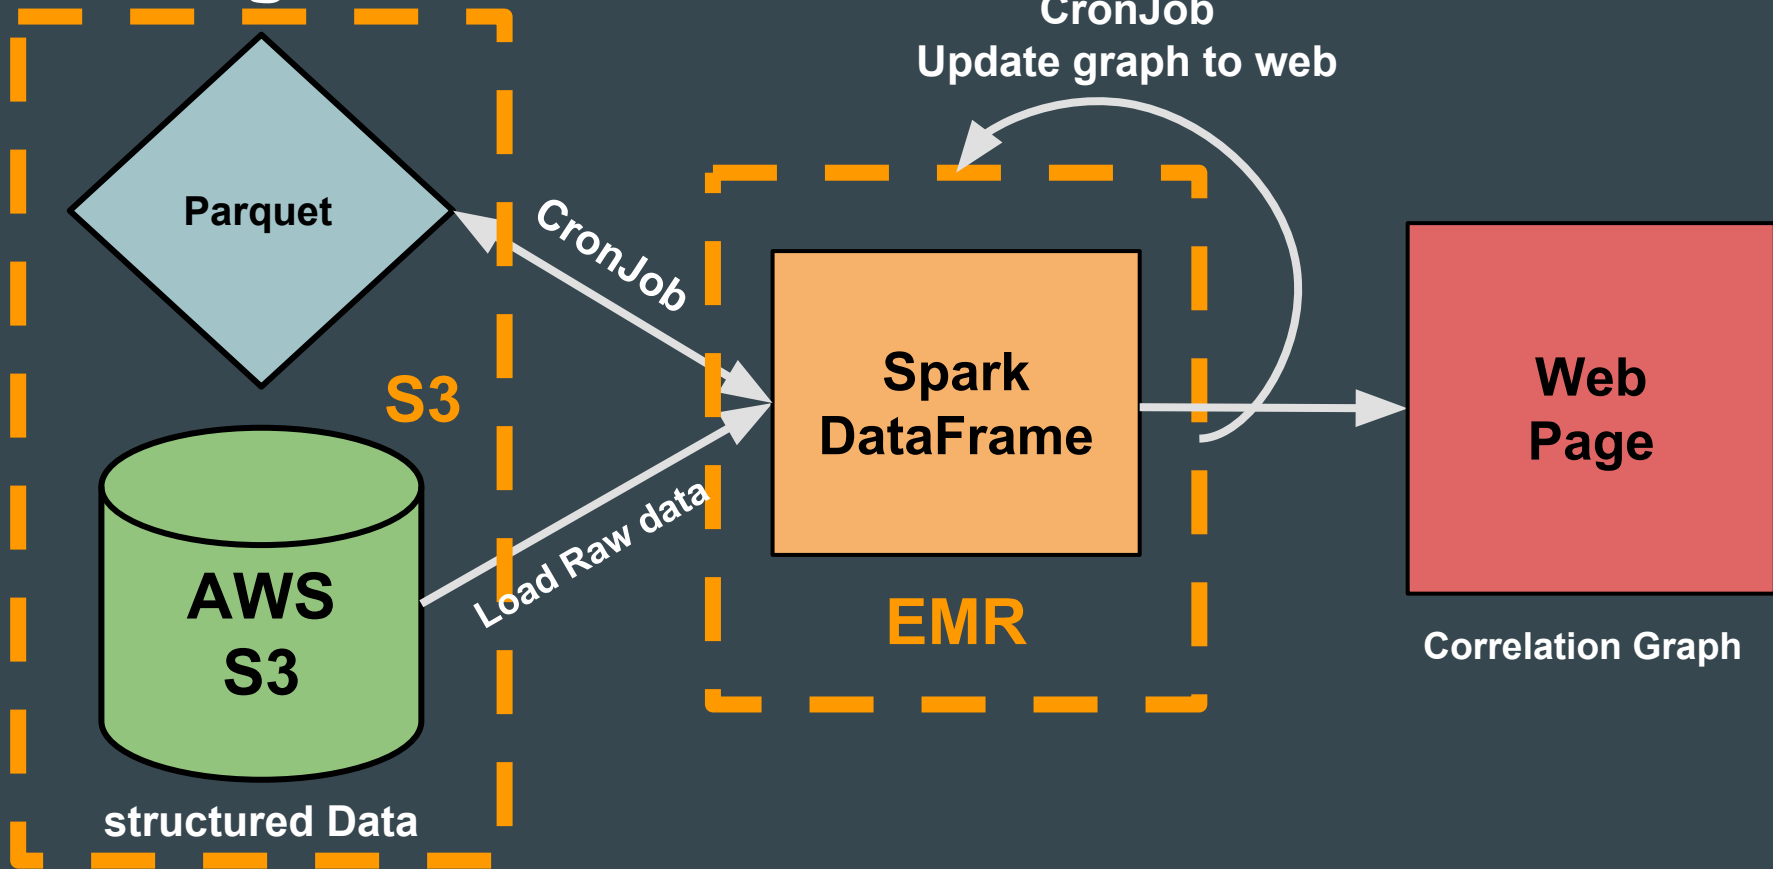 CronJob
Update graph to web
Parquet
CronJob
S3
Spark
DataFrame
Web
Page
Load Raw data
AWS
S3
EMR
Correlation Graph
structured Data